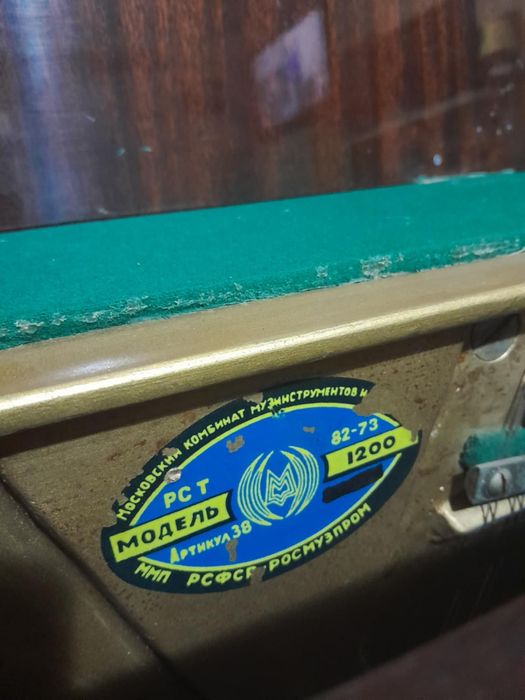 Московский комбинат музинструментов и
РСТ 82-73
МОДЕЛЬ 1200
Артикул 38
ММП РСФСР РОСМУЗПРОМ